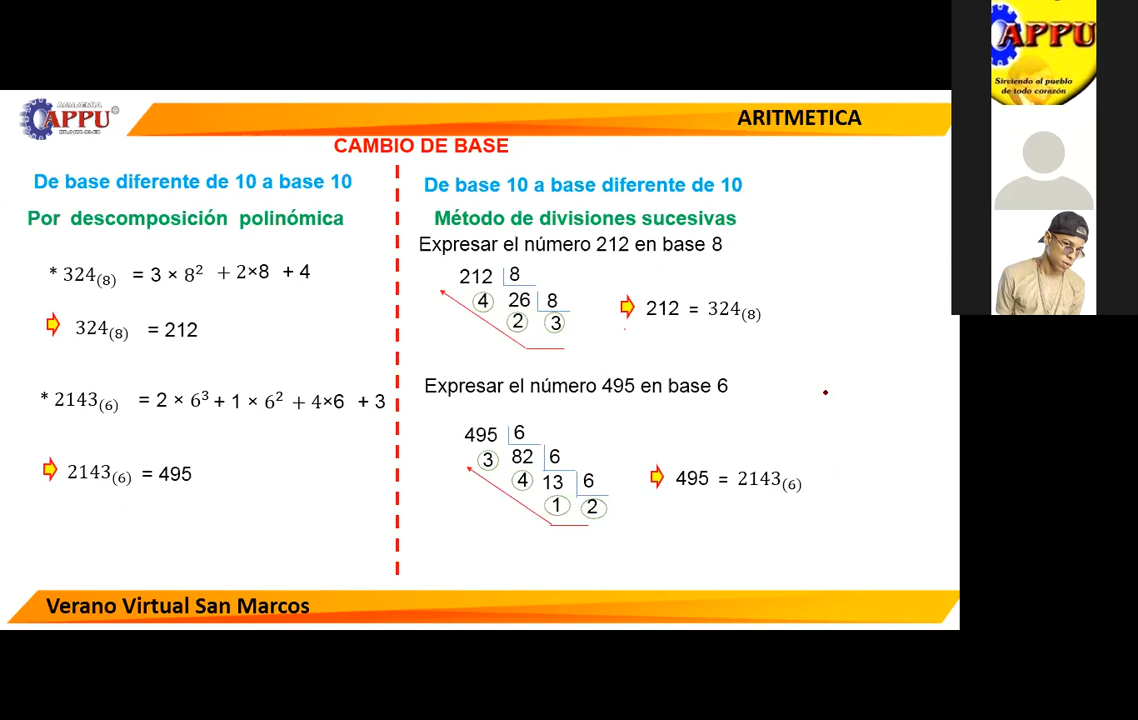 APPU
Sirviendo al pueblo
de todo corazón
ACADEMIA
APPU
ARITMETICA
CAMBIO DE BASE
De base diferente de 10 a base 10
Por descomposición polinómica
* 324(8) = 3 × 8² + 2×8 + 4
324(8) = 212
* 2143(6) = 2 × 6³ + 1 × 6² + 4×6 + 3
2143(6) = 495
De base 10 a base diferente de 10
Método de divisiones sucesivas
Expresar el número 212 en base 8
212 8
4 26 8
2 3
212 = 324(8)
Expresar el número 495 en base 6
495 6
3 82 6
4 13 6
1 2
495 = 2143(6)
Verano Virtual San Marcos